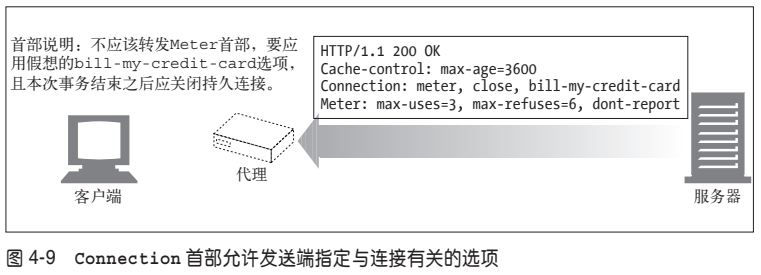 首部说明：不应该转发Meter首部，要应
用假想的bill-my-credit-card选项，
且本次事务结束之后应关闭持久连接。
HTTP/1.1 200 OK
Cache-control: max-age=3600
Connection: meter, close, bill-my-credit-card
Meter: max-uses=3, max-refuses=6, dont-report
客户端
代理
服务器
图 4-9 Connection 首部允许发送端指定与连接有关的选项